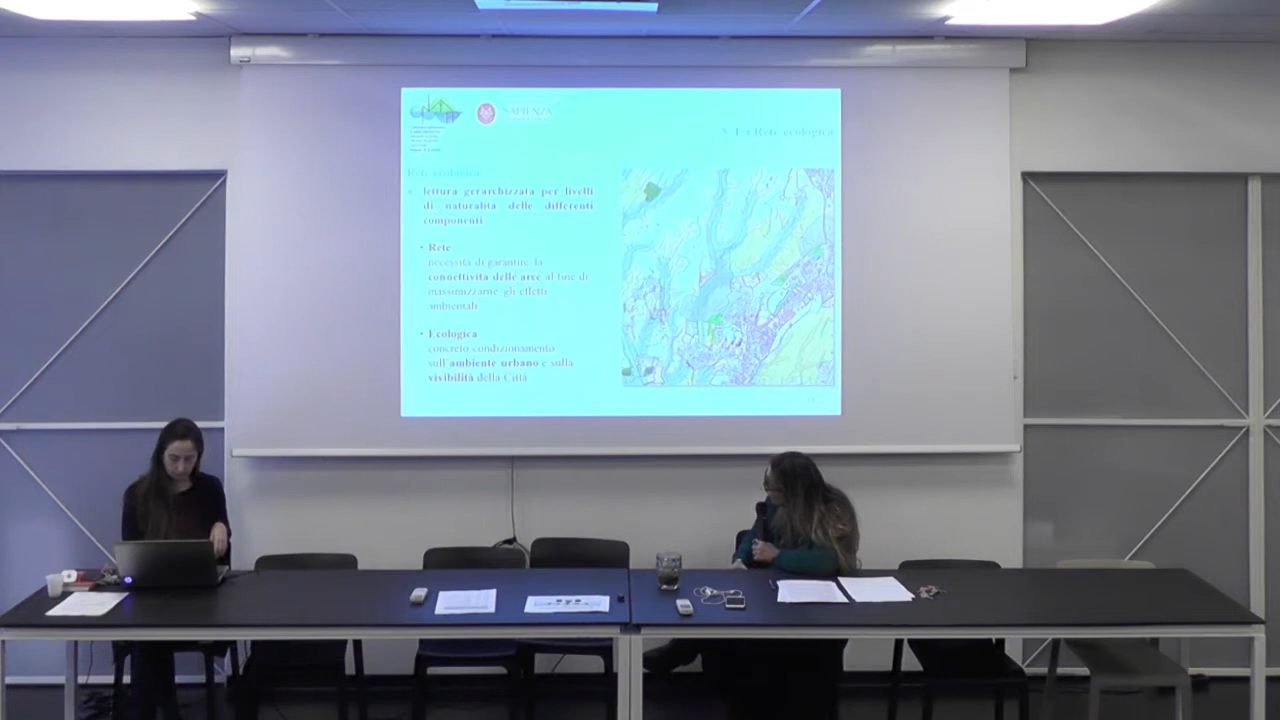 SAPIENZA
5. La Rete ecologica
Rete ecologica
lettura gerarchizzata per livelli
di naturalità delle differenti
componenti
• Rete
necessità di garantire la
connettività delle aree al fine di
massimizzarne gli effetti
ambientali
• Ecologica
concreto condizionamento
sull'ambiente urbano e sulla
vivibilità della Città